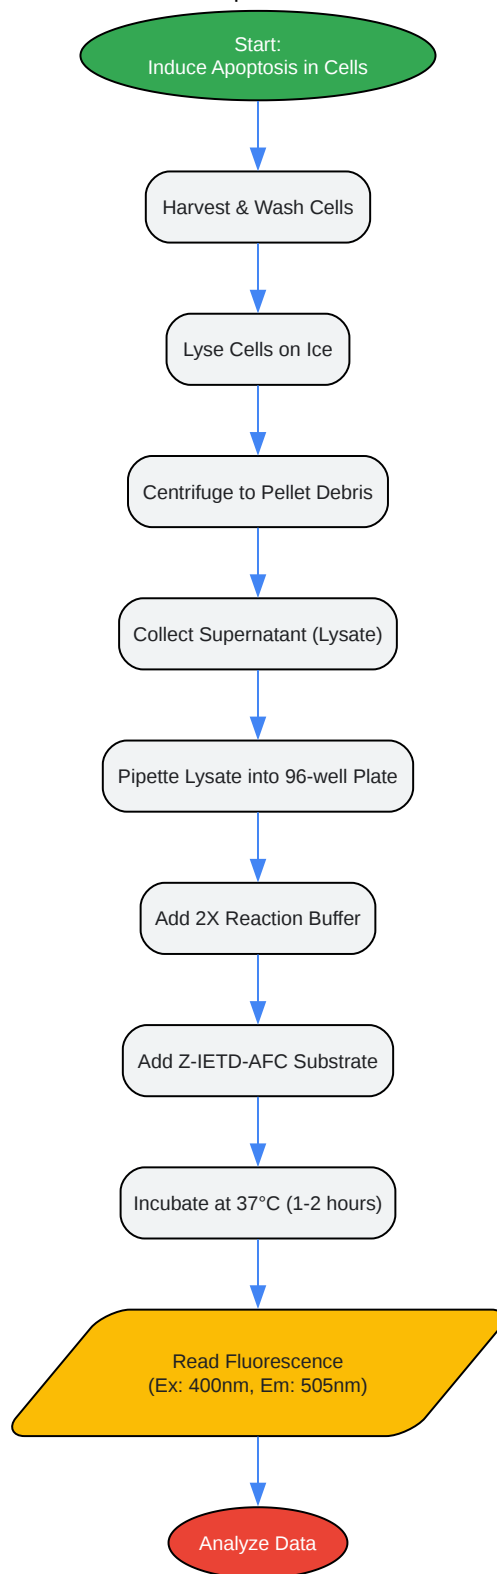 Start:
Induce Apoptosis in Cells
Harvest & Wash Cells
Lyse Cells on Ice
Centrifuge to Pellet Debris
Collect Supernatant (Lysate)
Pipette Lysate into 96-well Plate
Add 2X Reaction Buffer
Add Z-IETD-AFC Substrate
Incubate at 37°C (1-2 hours)
Read Fluorescence
(Ex: 400nm, Em: 505nm)
Analyze Data